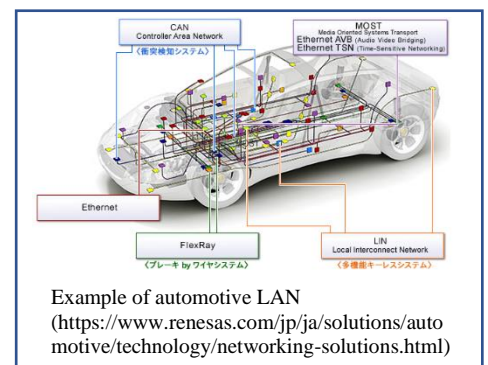 CAN
Controller Area Network
〈衝突検知システム〉
MOST
Media Oriented Systems Transport
Ethernet AVB (Audio Video Bridging)
Ethernet TSN (Time-Sensitive Networking)
Ethernet
FlexRay
〈ブレーキ by ワイヤシステム〉
LIN
Local Interconnect Network
〈多機能キーレスシステム〉
Example of automotive LAN
(https://www.renesas.com/jp/ja/solutions/auto
motive/technology/networking-solutions.html)